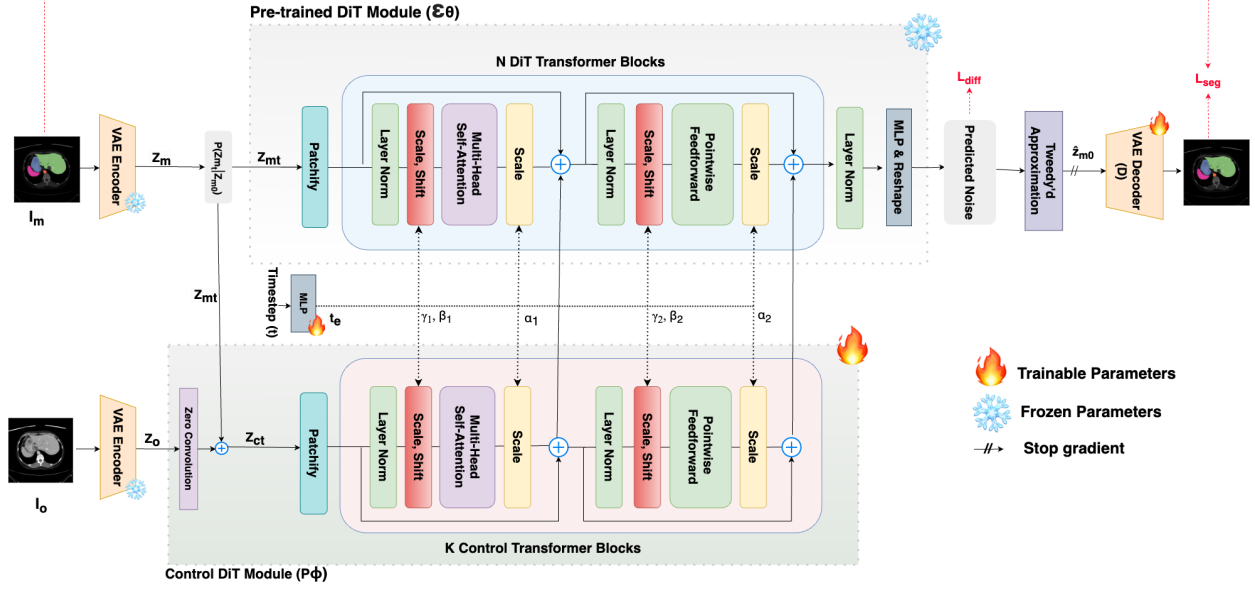 Pre-trained DiT Module (Ɛθ)
N DiT Transformer Blocks
L_diff
L_seg
I_m
VAE Encoder
Z_m
P(Z_mt|Z_m0)
Z_mt
Patchify
Layer Norm
Scale, Shift
Multi-Head
Self-Attention
Scale
Layer Norm
Scale, Shift
Pointwise
Feedforward
Scale
Layer Norm
MLP & Reshape
Predicted Noise
Tweedy'd
Approximation
ẑ_m0
VAE Decoder
(D)
Z_mt
Timestep (t)
MLP
t_e
γ₁, β₁
α₁
γ₂, β₂
α₂
I_o
VAE Encoder
Z_o
Zero Convolution
Z_ct
Patchify
Layer Norm
Scale, Shift
Multi-Head
Self-Attention
Scale
Layer Norm
Scale, Shift
Pointwise
Feedforward
Scale
K Control Transformer Blocks
Control DiT Module (PΦ)
Trainable Parameters
Frozen Parameters
Stop gradient